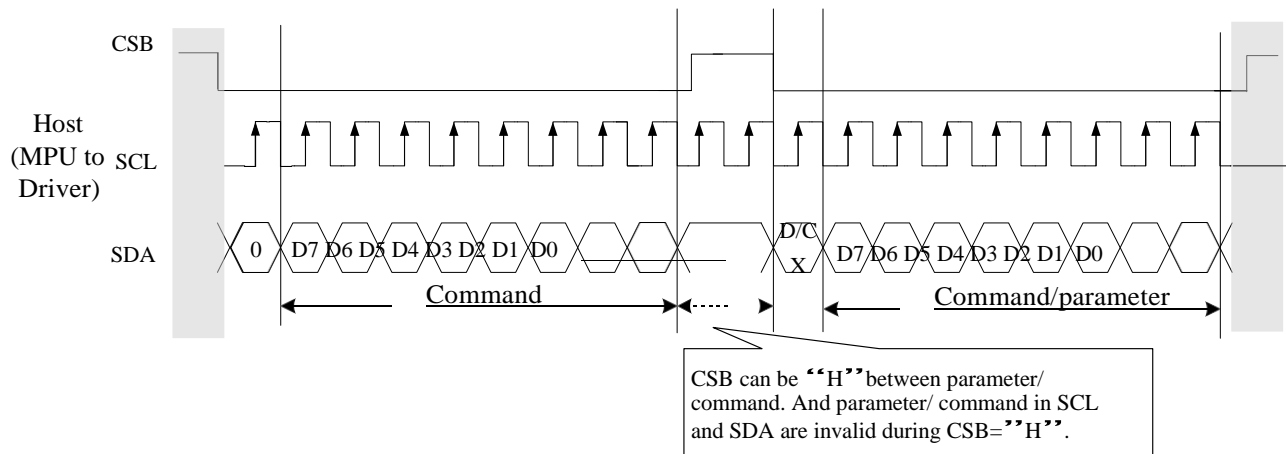 CSB
Host
(MPU to
Driver)
SCL
SDA
0 D7 D6 D5 D4 D3 D2 D1 D0 D/C
X D7 D6 D5 D4 D3 D2 D1 D0
Command
Command/parameter
CSB can be “H” between parameter/
command. And parameter/ command in SCL
and SDA are invalid during CSB=”H”.